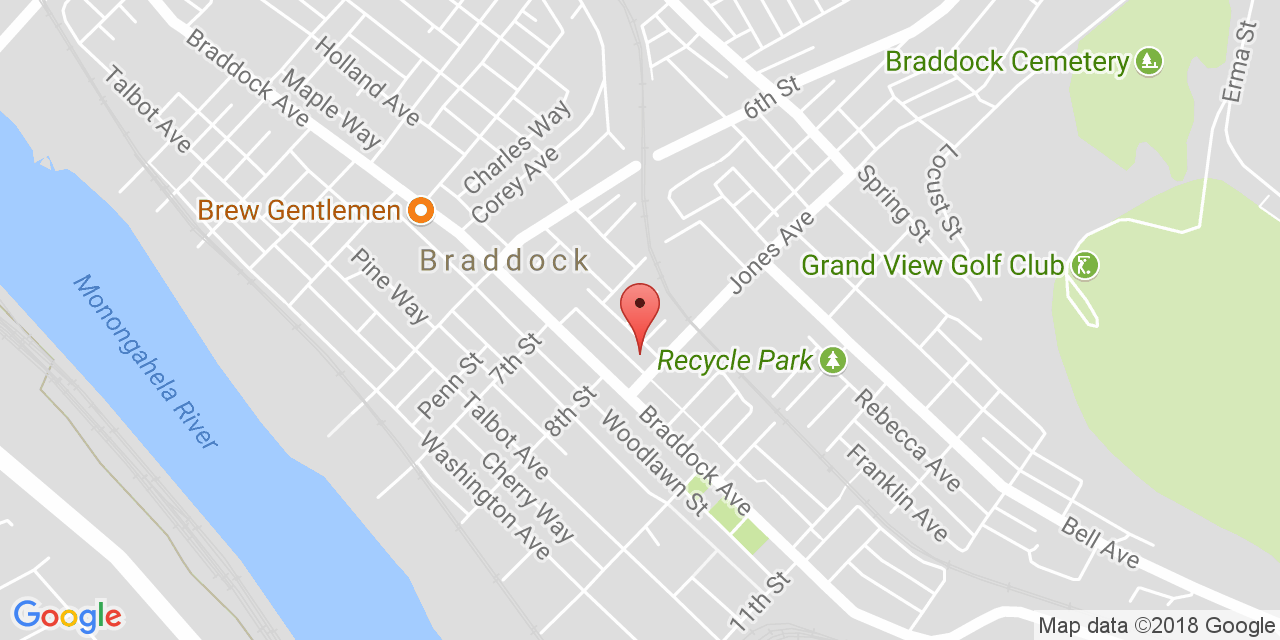 Braddock Cemetery
Erma St
Holland Ave
Braddock Ave
Maple Way
Talbot Ave
6th St
Charles Way
Corey Ave
Locust St
Spring St
Brew Gentlemen
Braddock
Jones Ave
Grand View Golf Club
Pine Way
Monongahela River
7th St
Penn St
Recycle Park
8th St
Talbot Ave
Woodlawn St
Braddock Ave
Rebecca Ave
Franklin Ave
Washington Ave
Cherry Way
Bell Ave
11th St
Google
Map data ©2018 Google